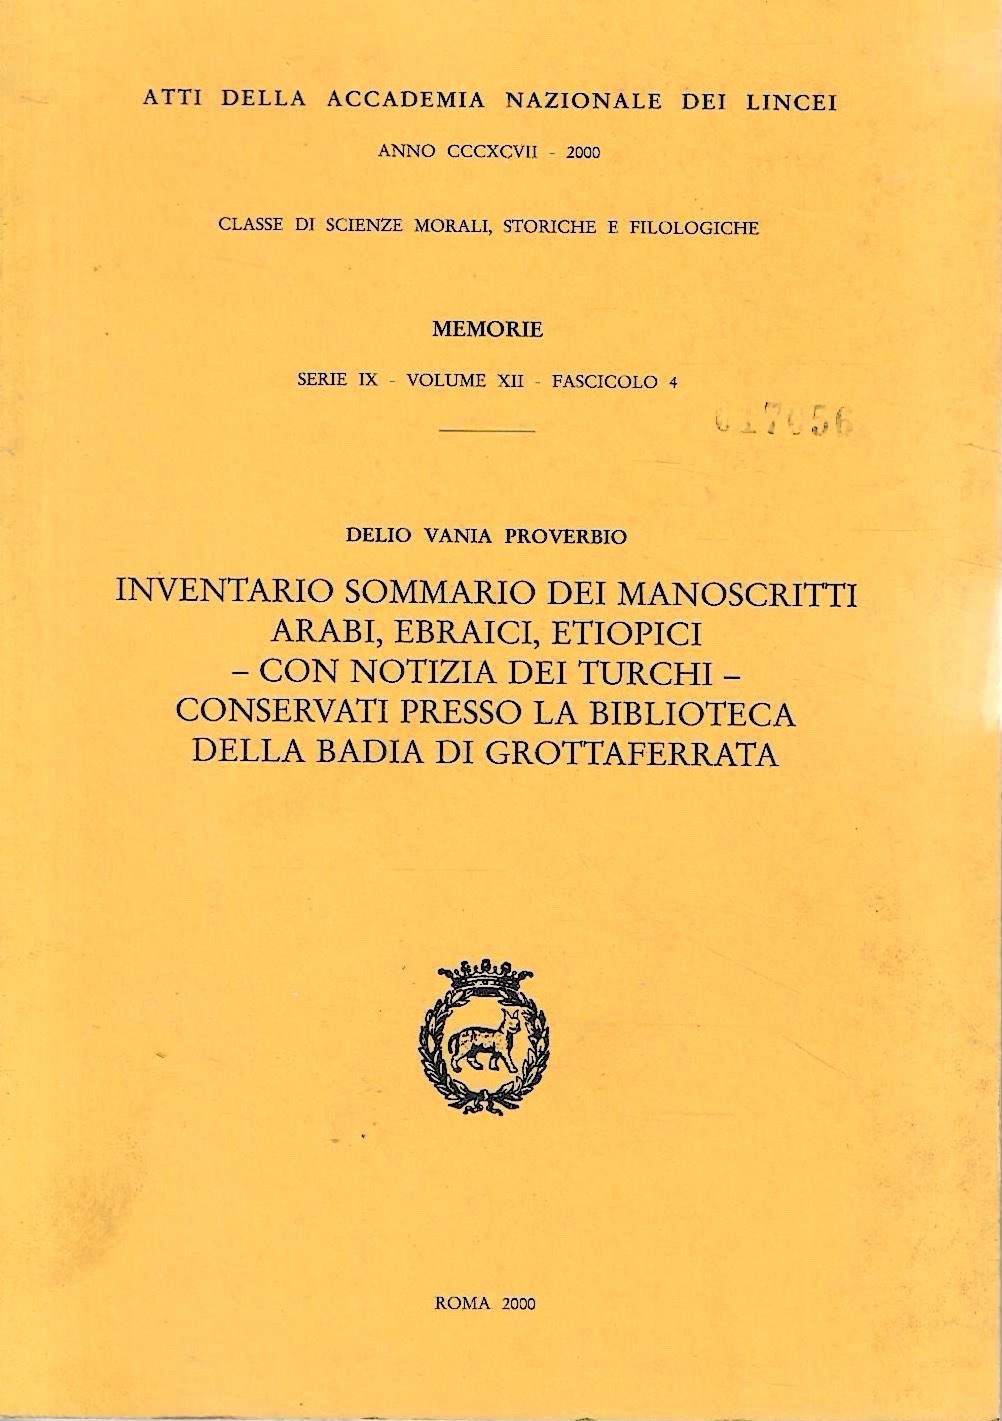 ATTI DELLA ACCADEMIA NAZIONALE DEI LINCEI
ANNO CCCXCVII - 2000
CLASSE DI SCIENZE MORALI, STORICHE E FILOLOGICHE
MEMORIE
SERIE IX - VOLUME XII - FASCICOLO 4
017056
DELIO VANIA PROVERBIO
INVENTARIO SOMMARIO DEI MANOSCRITTI
ARABI, EBRAICI, ETIOPICI
– CON NOTIZIA DEI TURCHI –
CONSERVATI PRESSO LA BIBLIOTECA
DELLA BADIA DI GROTTAFERRATA
ROMA 2000